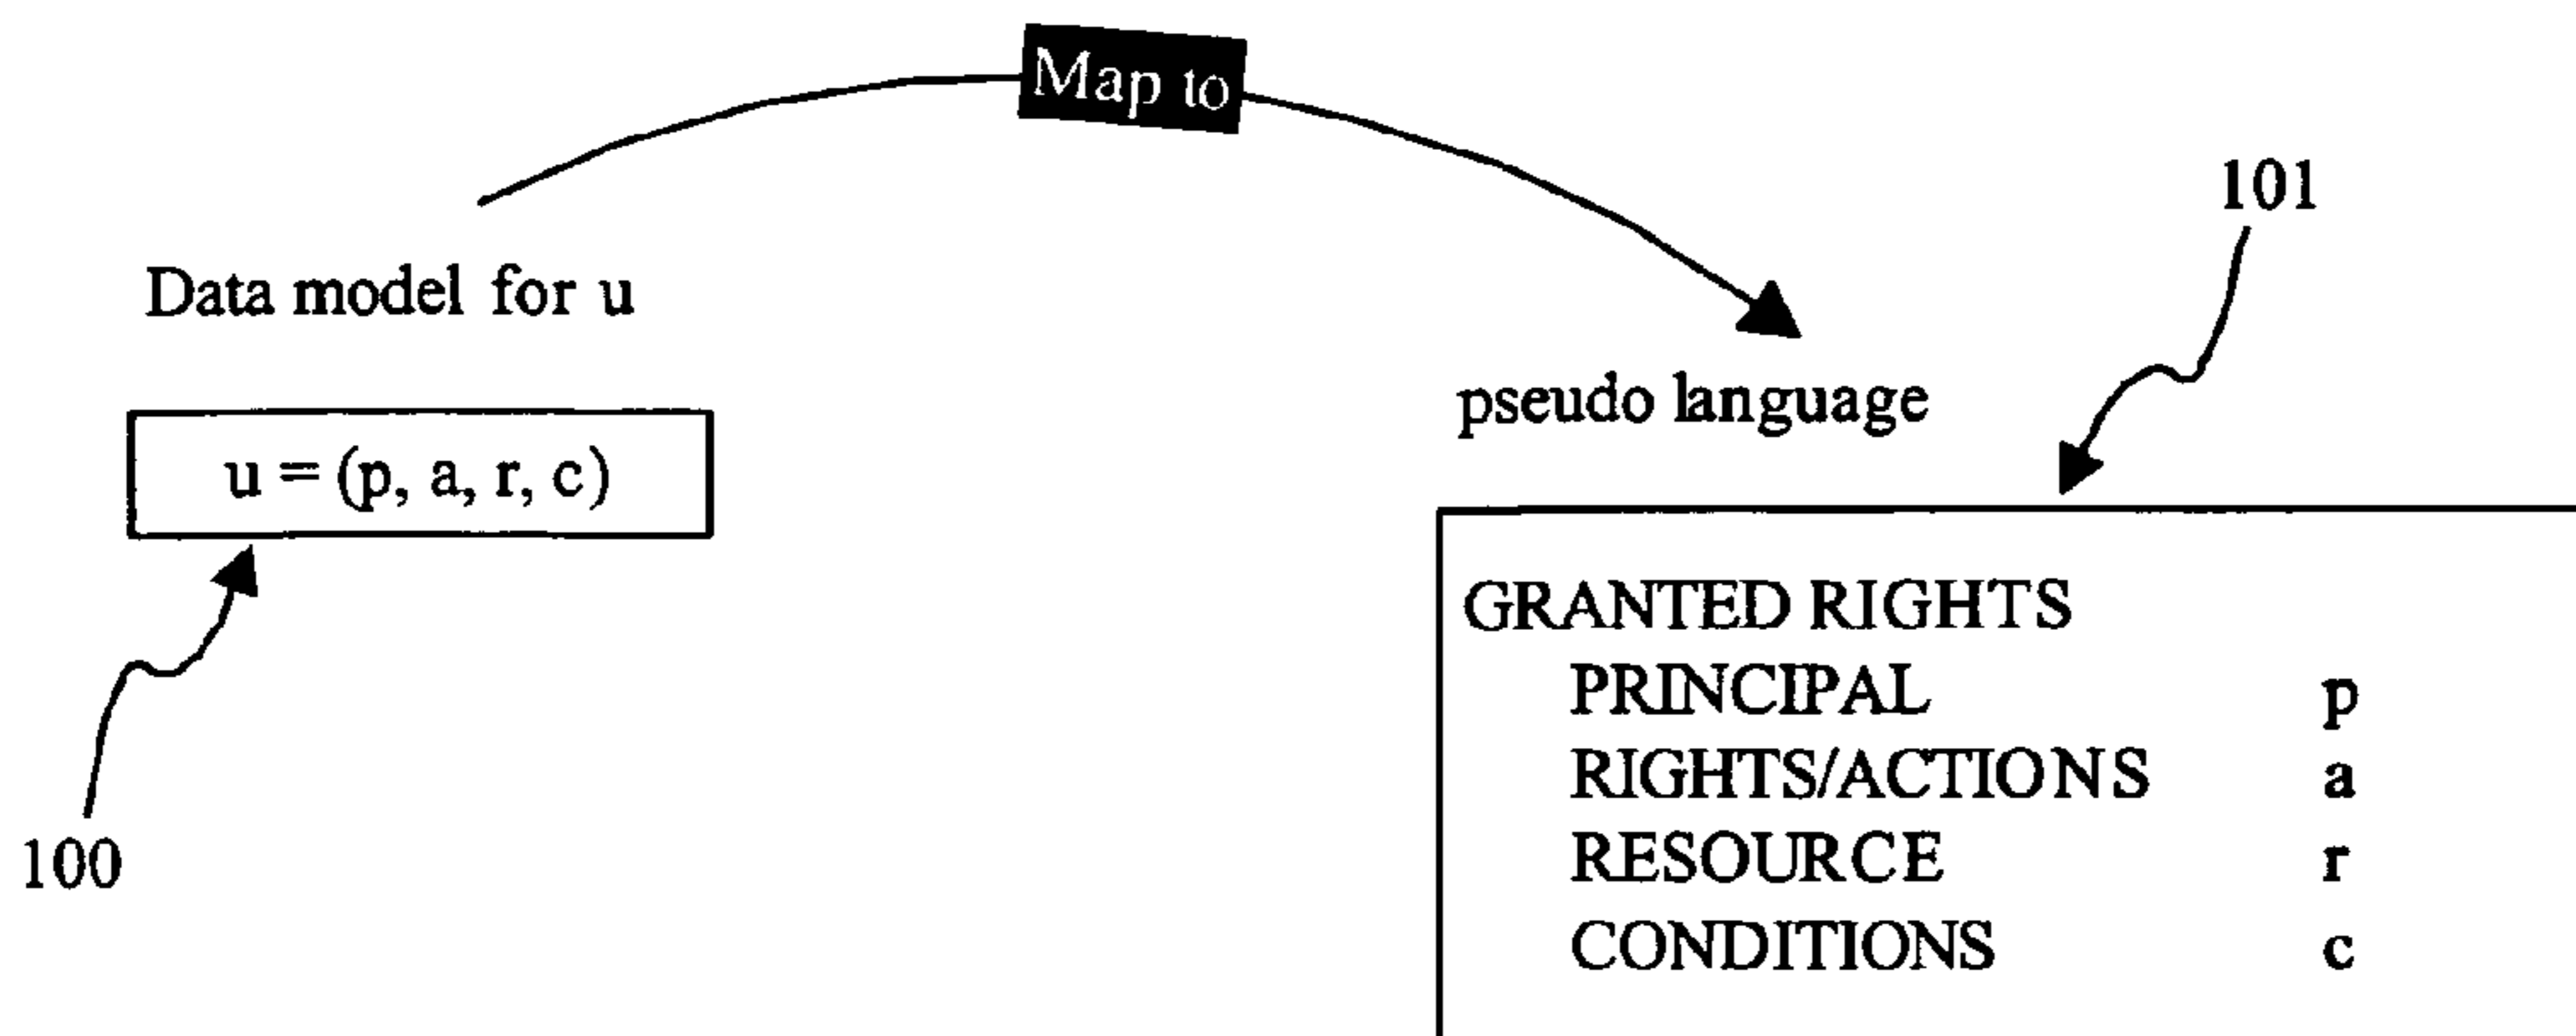 Map to
101
Data model for u
pseudo language
u = (p, a, r, c)
GRANTED RIGHTS
PRINCIPAL p
RIGHTS/ACTIONS a
RESOURCE r
CONDITIONS c
100